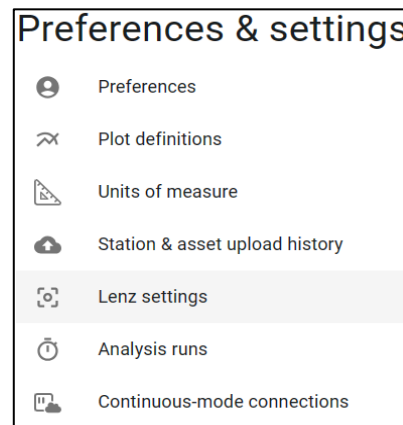 Preferences & settings
Preferences
Plot definitions
Units of measure
Station & asset upload history
Lenz settings
Analysis runs
Continuous-mode connections